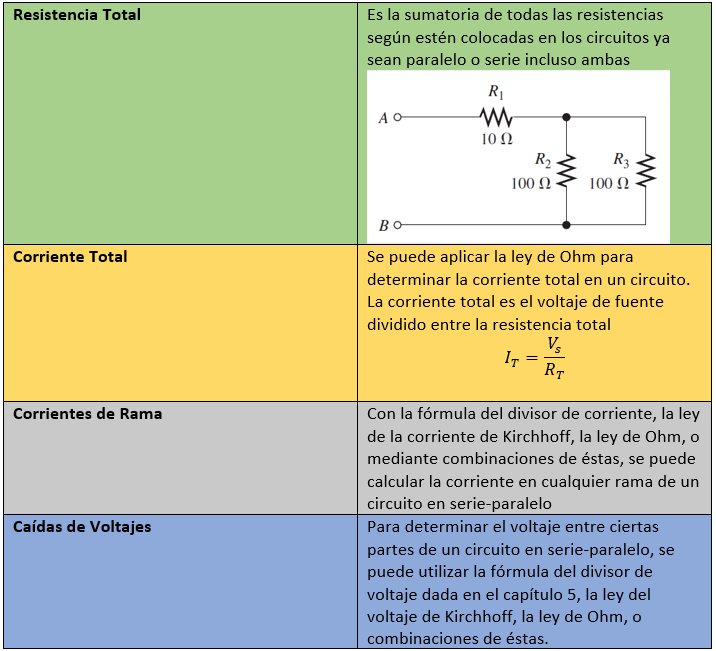 Resistencia Total
Es la sumatoria de todas las resistencias
según estén colocadas en los circuitos ya
sean paralelo o serie incluso ambas
R₁
A
10 Ω
R₂
R₃
100 Ω
100 Ω
B
Corriente Total
Se puede aplicar la ley de Ohm para
determinar la corriente total en un circuito.
La corriente total es el voltaje de fuente
dividido entre la resistencia total
I_T = V_s / R_T
Corrientes de Rama
Con la fórmula del divisor de corriente, la ley
de la corriente de Kirchhoff, la ley de Ohm, o
mediante combinaciones de éstas, se puede
calcular la corriente en cualquier rama de un
circuito en serie-paralelo
Caídas de Voltajes
Para determinar el voltaje entre ciertas
partes de un circuito en serie-paralelo, se
puede utilizar la fórmula del divisor de
voltaje dada en el capítulo 5, la ley del
voltaje de Kirchhoff, la ley de Ohm, o
combinaciones de éstas.